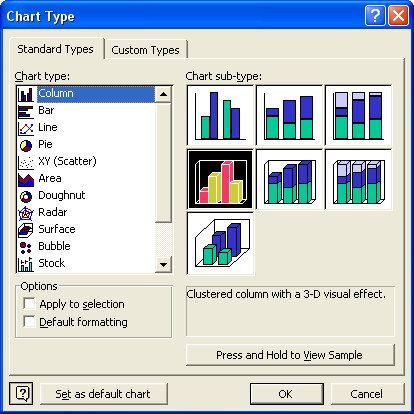 Chart Type
Standard Types
Custom Types
Chart type:
Column
Bar
Line
Pie
XY (Scatter)
Area
Doughnut
Radar
Surface
Bubble
Stock
Chart sub-type:
Clustered column with a 3-D visual effect.
Options
Apply to selection
Default formatting
Press and Hold to View Sample
Set as default chart
OK
Cancel